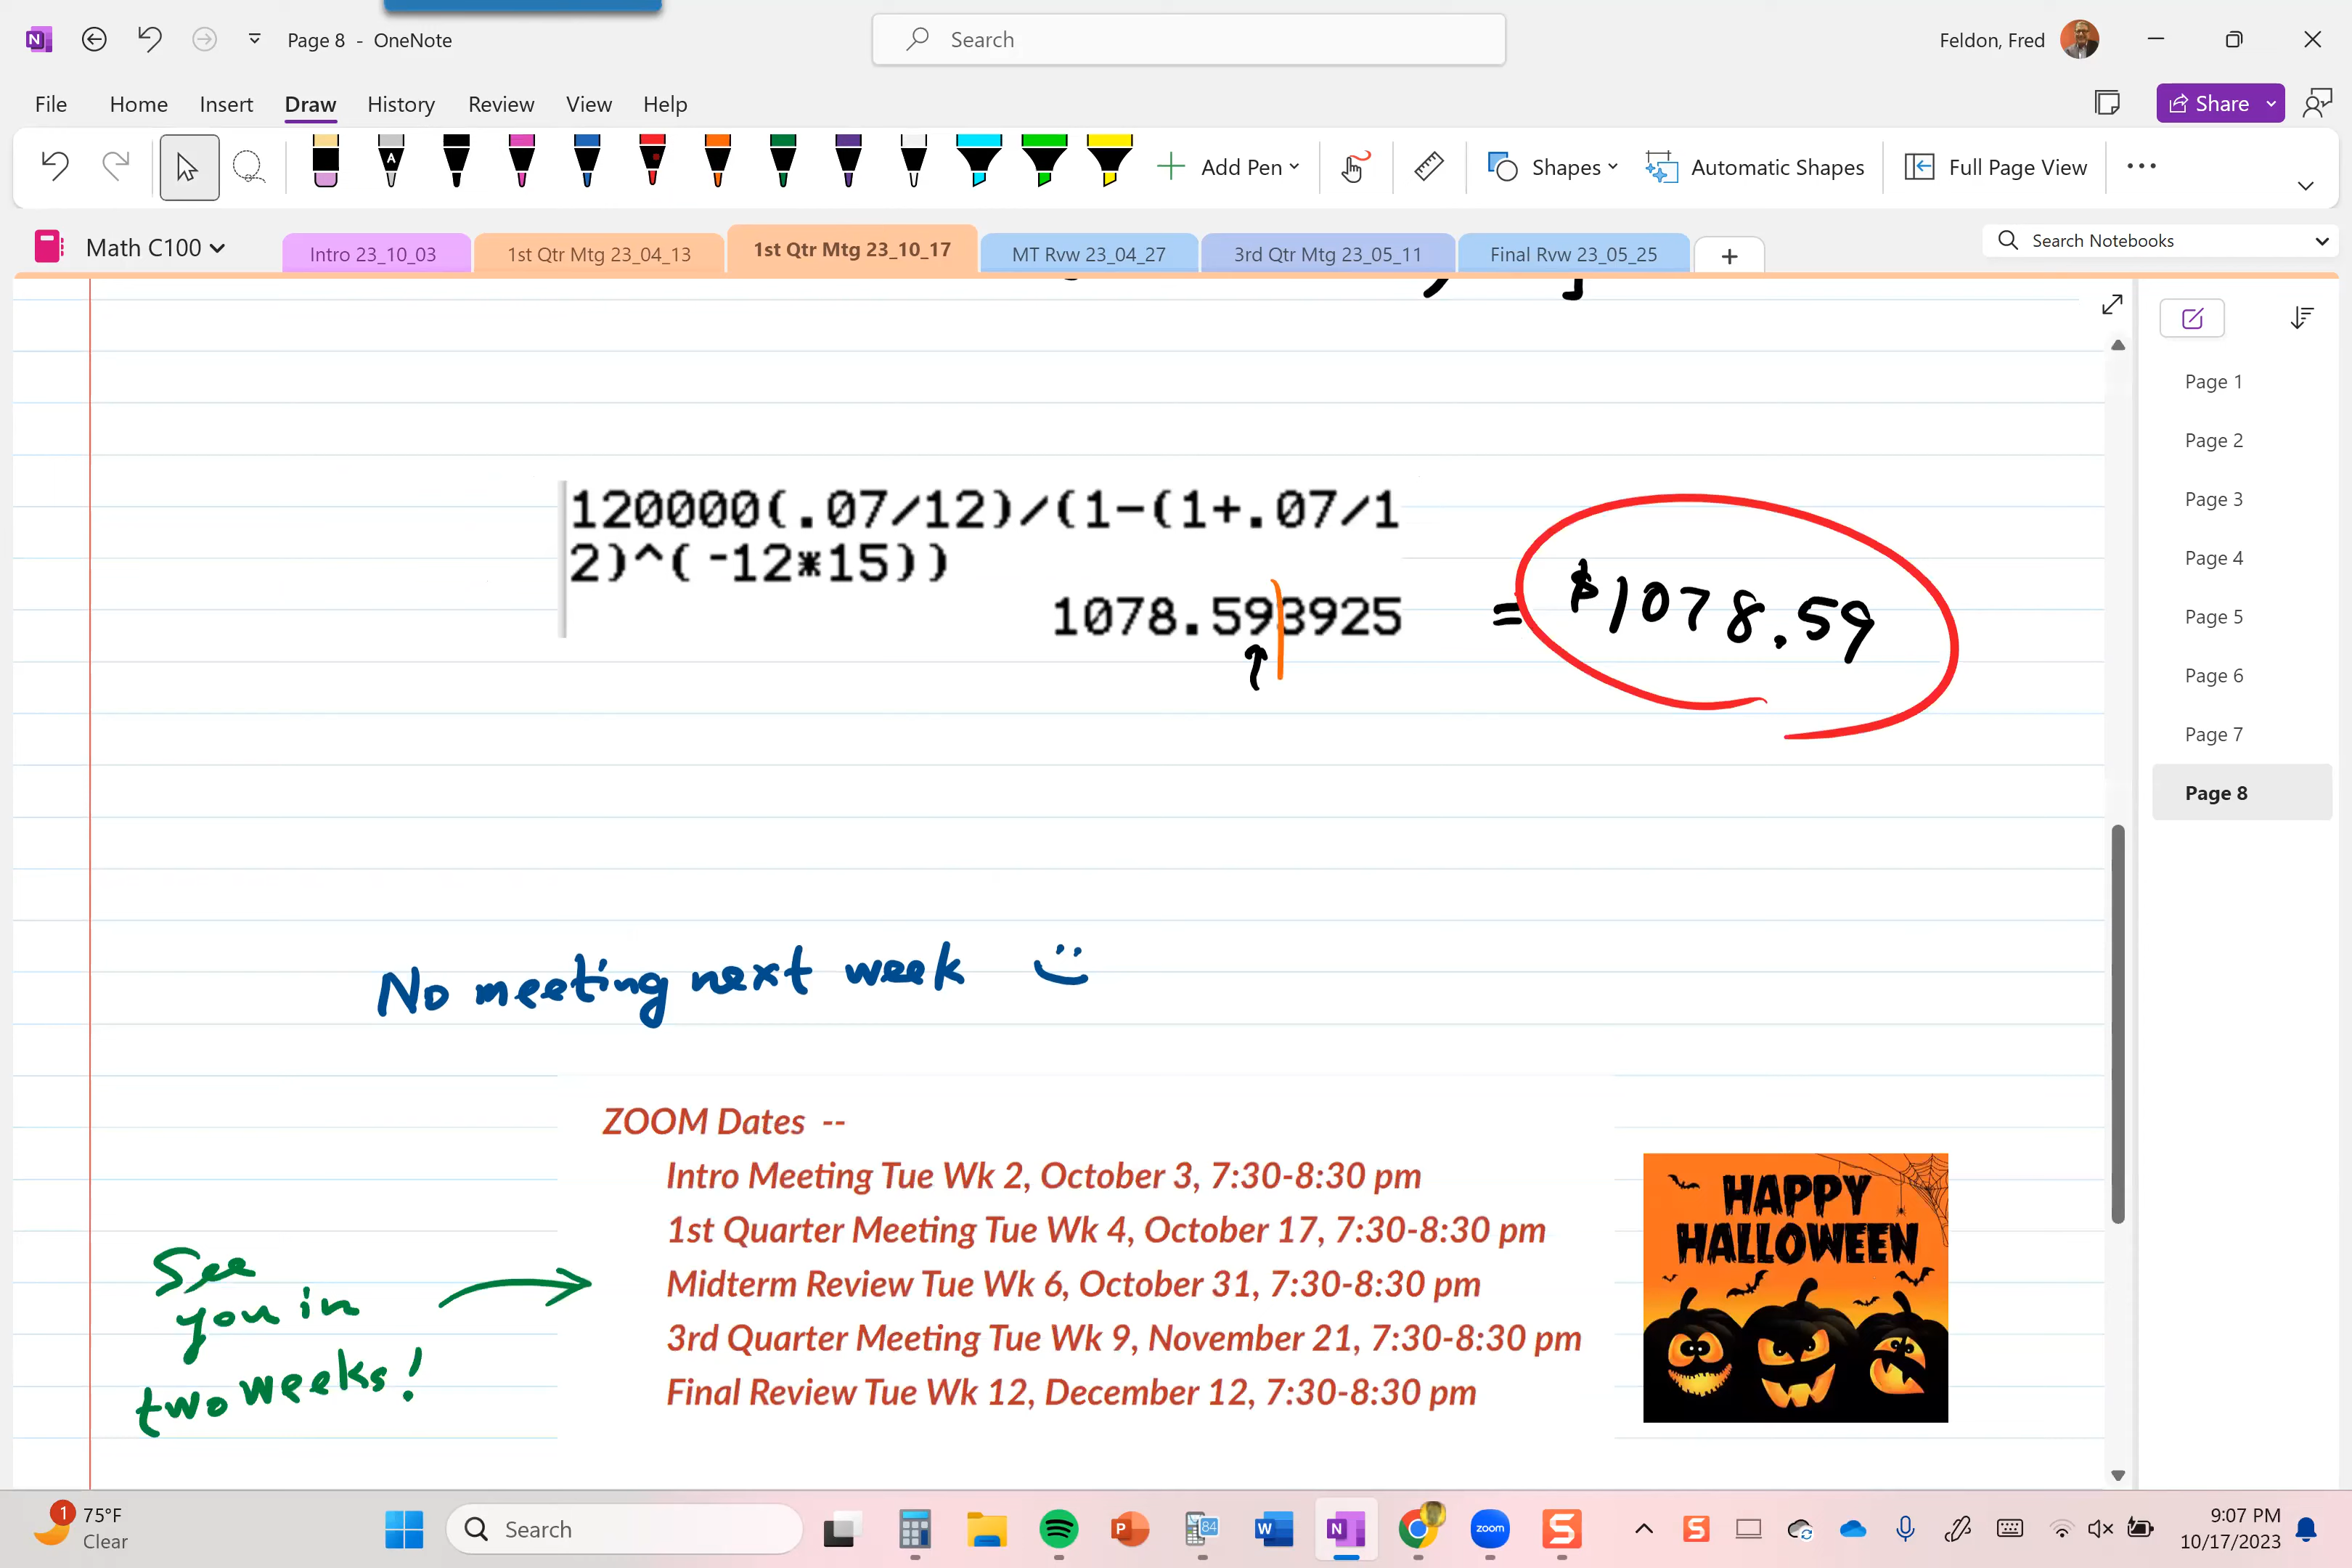 Page 8 - OneNote
Search
Feldon, Fred
File Home Insert Draw History Review View Help
Share
A
Add Pen
Shapes
Automatic Shapes
Full Page View
Math C100
Intro 23_10_03
1st Qtr Mtg 23_04_13
1st Qtr Mtg 23_10_17
MT Rvw 23_04_27
3rd Qtr Mtg 23_05_11
Final Rvw 23_05_25
+
Search Notebooks
Page 1
Page 2
Page 3
Page 4
Page 5
Page 6
Page 7
Page 8
120000(.07/12)/(1-(1+.07/1
2)^(-12*15))
1078.593925
= $1078.59
No meeting next week
ZOOM Dates --
Intro Meeting Tue Wk 2, October 3, 7:30-8:30 pm
1st Quarter Meeting Tue Wk 4, October 17, 7:30-8:30 pm
Midterm Review Tue Wk 6, October 31, 7:30-8:30 pm
3rd Quarter Meeting Tue Wk 9, November 21, 7:30-8:30 pm
Final Review Tue Wk 12, December 12, 7:30-8:30 pm
See
you in
two weeks!
HAPPY
HALLOWEEN
1
75°F
Clear
Search
P
84
W
N
zoom
S
S
9:07 PM
10/17/2023